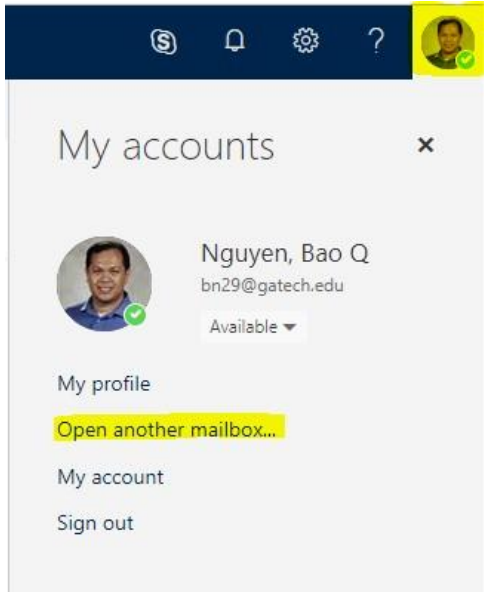 ?
My accounts
Nguyen, Bao Q
bn29@gatech.edu
Available
My profile
Open another mailbox...
My account
Sign out